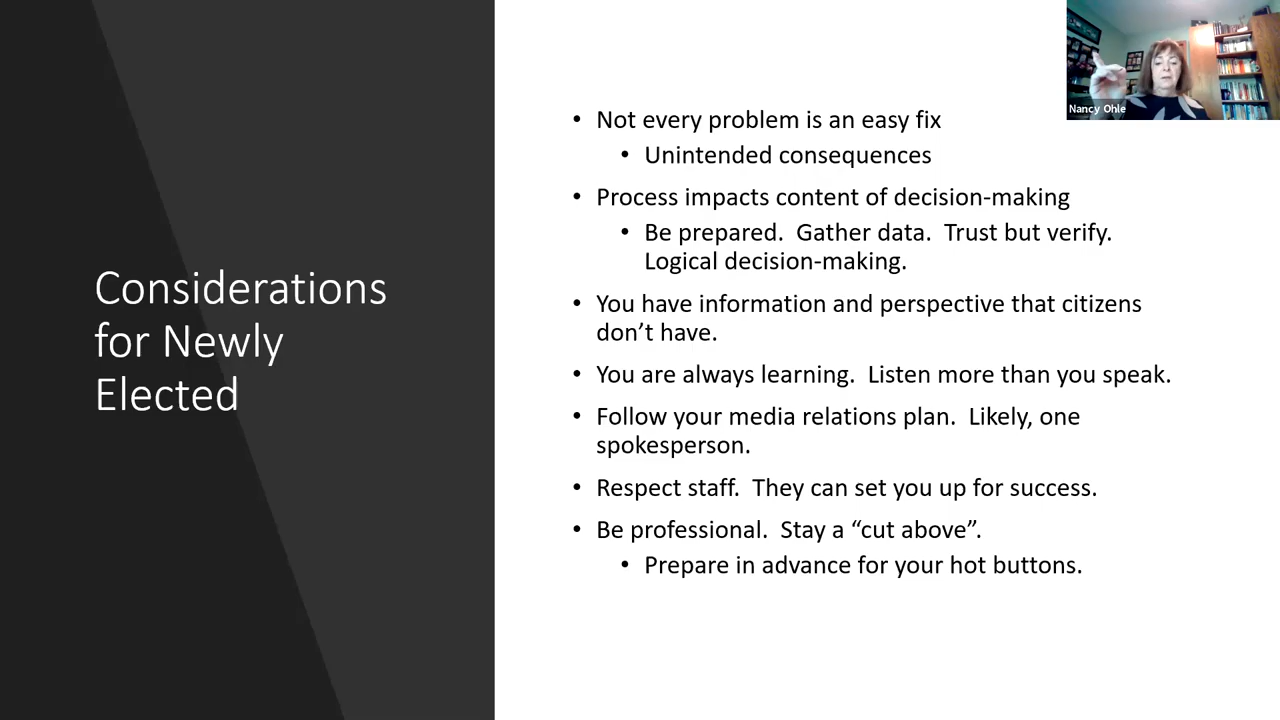 Considerations
for Newly
Elected
• Not every problem is an easy fix
• Unintended consequences
• Process impacts content of decision-making
• Be prepared.  Gather data.  Trust but verify.
Logical decision-making.
• You have information and perspective that citizens
don’t have.
• You are always learning.  Listen more than you speak.
• Follow your media relations plan.  Likely, one
spokesperson.
• Respect staff.  They can set you up for success.
• Be professional.  Stay a “cut above”.
• Prepare in advance for your hot buttons.
Nancy Ohle